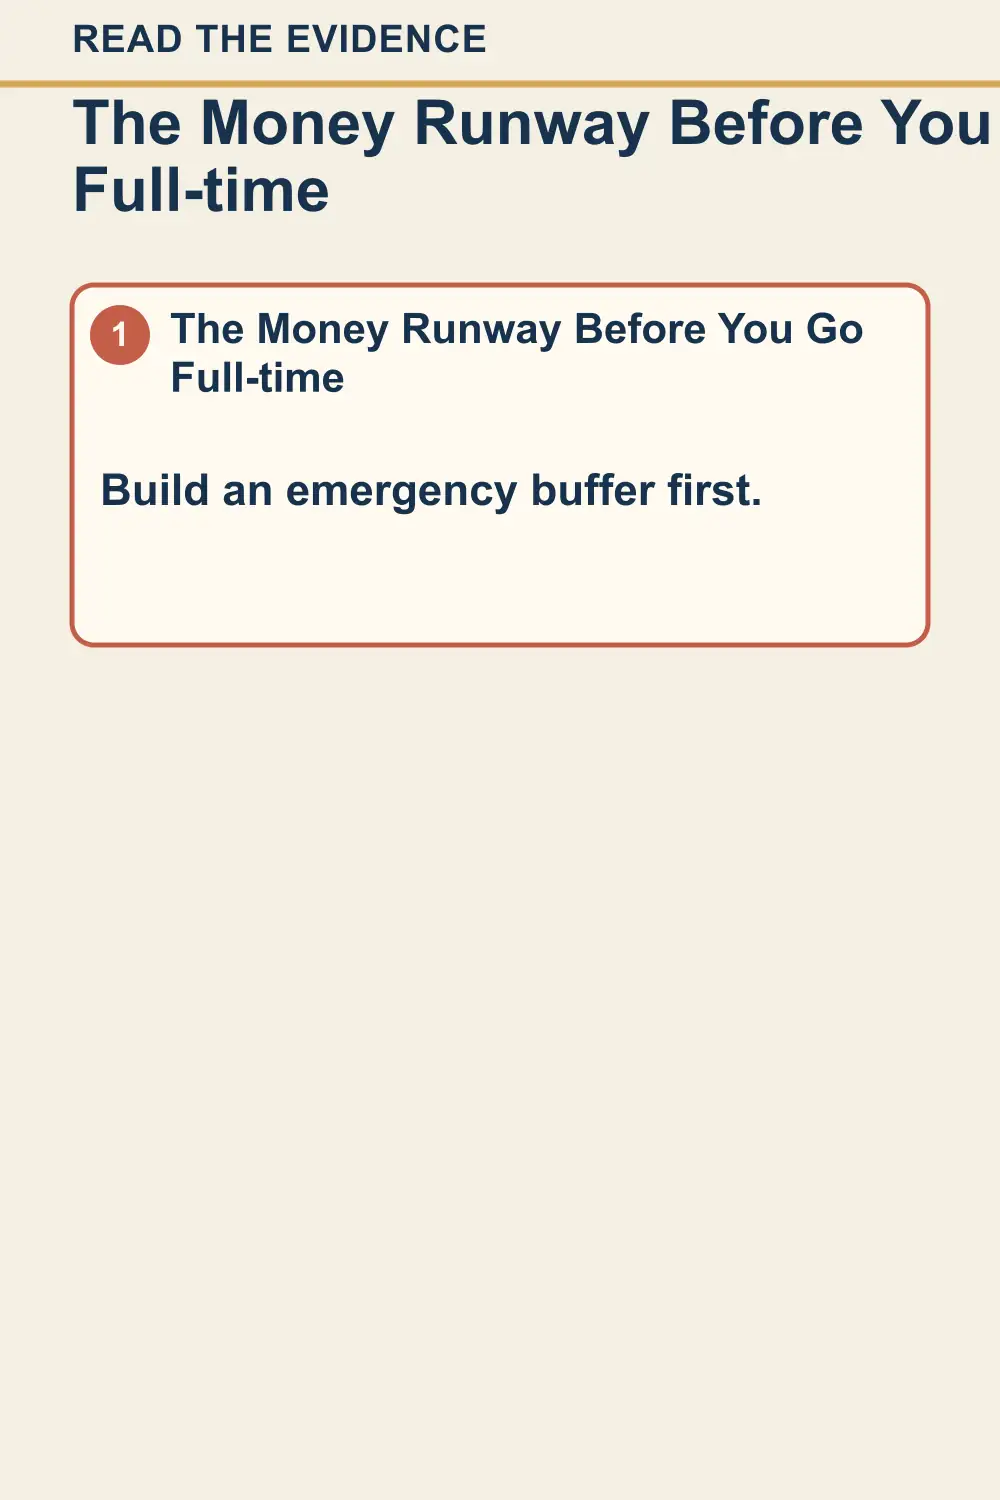 READ THE EVIDENCE
The Money Runway Before You
Full-time
1
The Money Runway Before You Go
Full-time
Build an emergency buffer first.